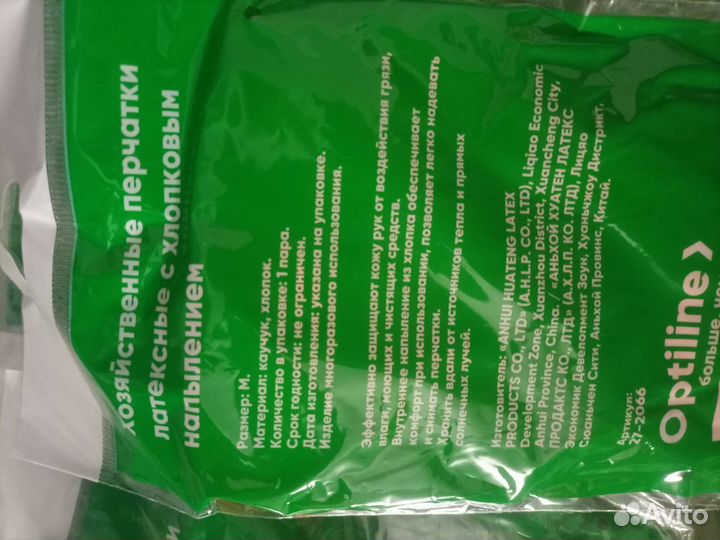 хозяйственные перчатки
латексные с хлопковым
напылением
Размер: М.
Материал: каучук, хлопок.
Количество в упаковке: 1 пара.
Срок годности: не ограничен.
Дата изготовления: указана на упаковке.
Изделие многоразового использования.
Эффективно защищают кожу рук от воздействия грязи,
влаги, моющих и чистящих средств.
Внутреннее напыление из хлопка обеспечивает
комфорт при использовании, позволяет легко надевать
и снимать перчатки.
Хранить вдали от источников тепла и прямых
солнечных лучей.
Изготовитель: «ANHUI HUATENG LATEX
PRODUCTS CO., LTD» (A.H.L.P. CO., LTD), Liqiao Economic
Development Zone, Xuanzhou District, Xuancheng City,
Anhui Province, China. / «АНЬХОЙ ХУАТЕН ЛАТЕКС
ПРОДАКТС КО., ЛТД» (А.Х.Л.П. КО., ЛТД), Лицяо
Экономик Девелопмент Зоун, Хуаньчжоу Дистрикт,
Сюаньчен Сити, Аньхой Провинс, Китай.
Артикул:
27-2066
Optiline >
больше, че
и
Avito